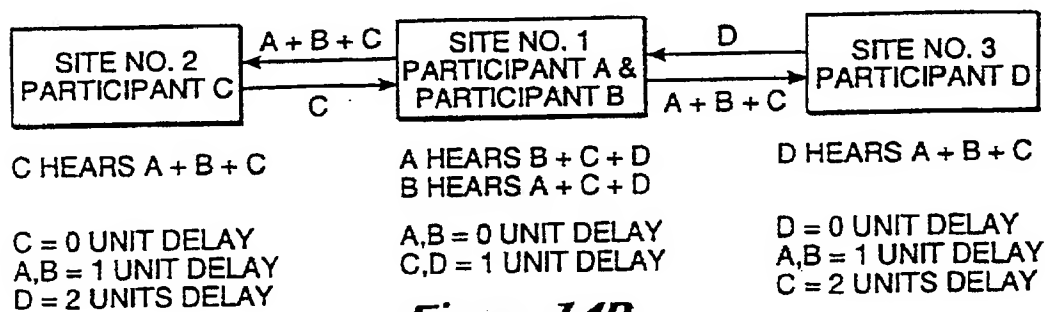 SITE NO. 2
PARTICIPANT C
A + B + C
C
SITE NO. 1
PARTICIPANT A &
PARTICIPANT B
D
A + B + C
SITE NO. 3
PARTICIPANT D
C HEARS A + B + C
C = 0 UNIT DELAY
A,B = 1 UNIT DELAY
D = 2 UNITS DELAY
A HEARS B + C + D
B HEARS A + C + D
A,B = 0 UNIT DELAY
C,D = 1 UNIT DELAY
D HEARS A + B + C
D = 0 UNIT DELAY
A,B = 1 UNIT DELAY
C = 2 UNITS DELAY